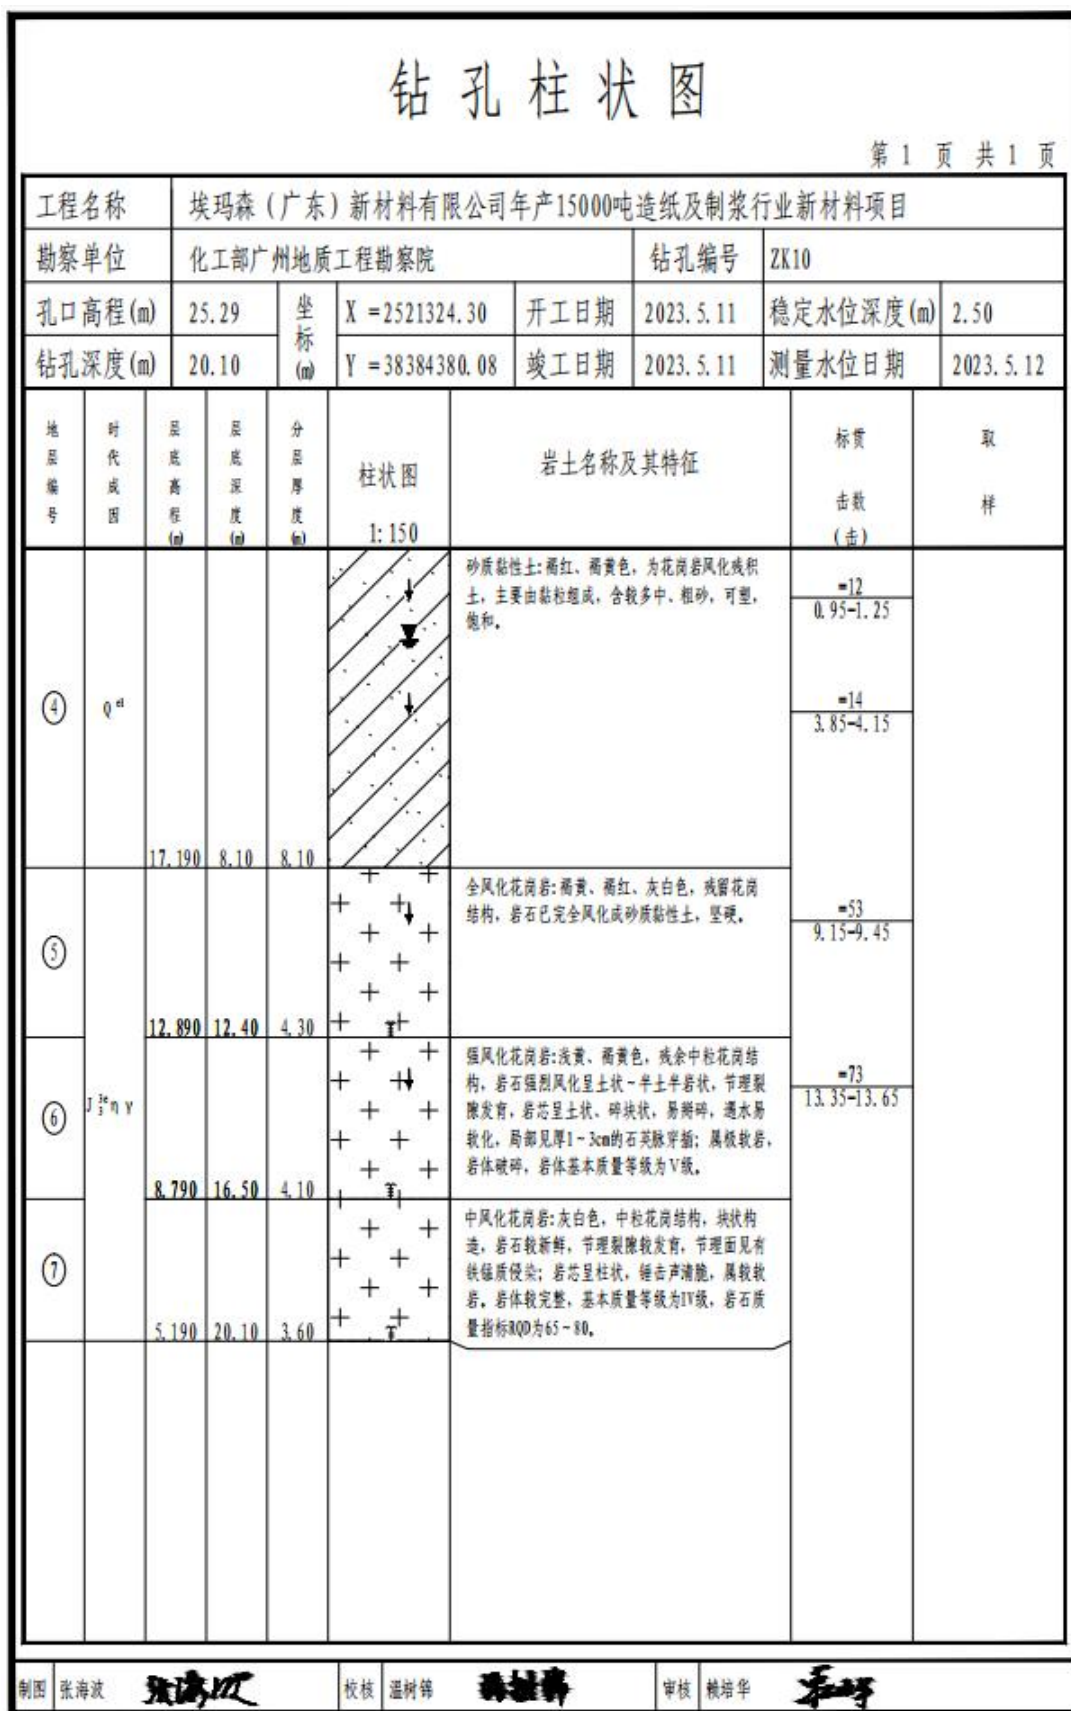 钻孔柱状图
第 1 页 共 1 页
工程名称 埃玛森（广东）新材料有限公司年产15000吨造纸及制浆行业新材料项目
勘察单位 化工部广州地质工程勘察院 钻孔编号 ZK10
孔口高程(m) 25.29 坐标(m) X =2521324.30 开工日期 2023.5.11 稳定水位深度(m) 2.50
钻孔深度(m) 20.10 Y =38384380.08 竣工日期 2023.5.11 测量水位日期 2023.5.12
地层编号 时代成因 层底高程(m) 层底深度(m) 分层厚度(m) 柱状图 1:150 岩土名称及其特征 标贯击数(击) 取样
砂质黏性土:褐红、褐黄色，为花岗岩风化残积
土，主要由黏粒组成，含较多中、粗砂，可塑，
饱和。
=12
0.95-1.25
=14
3.85-4.15
④ Q el
17.190 8.10 8.10
全风化花岗岩:褐黄、褐红、灰白色，残留花岗
结构，岩石已完全风化成砂质黏性土，坚硬。
=53
9.15-9.45
⑤
12.890 12.40 4.30
强风化花岗岩:浅黄、褐黄色，残余中粒花岗结
构，岩石强烈风化呈土状~半土半岩状，节理裂
隙发育，岩芯呈土状、碎块状，易掰碎，遇水易
软化，局部见厚1~3cm的石英脉穿插；属极软岩，
岩体破碎，岩体基本质量等级为V级。
=73
13.35-13.65
⑥ J 3 3e η γ
8.790 16.50 4.10
中风化花岗岩:灰白色，中粒花岗结构，块状构
造，岩石较新鲜，节理裂隙较发育，节理面见有
铁锰质侵染；岩芯呈柱状，锤击声清脆，属较软
岩。岩体较完整，基本质量等级为IV级，岩石质
量指标RQD为65~80。
⑦
5.190 20.10 3.60
制图 张海波 张海波 校核 温树锦 审核 赖培华